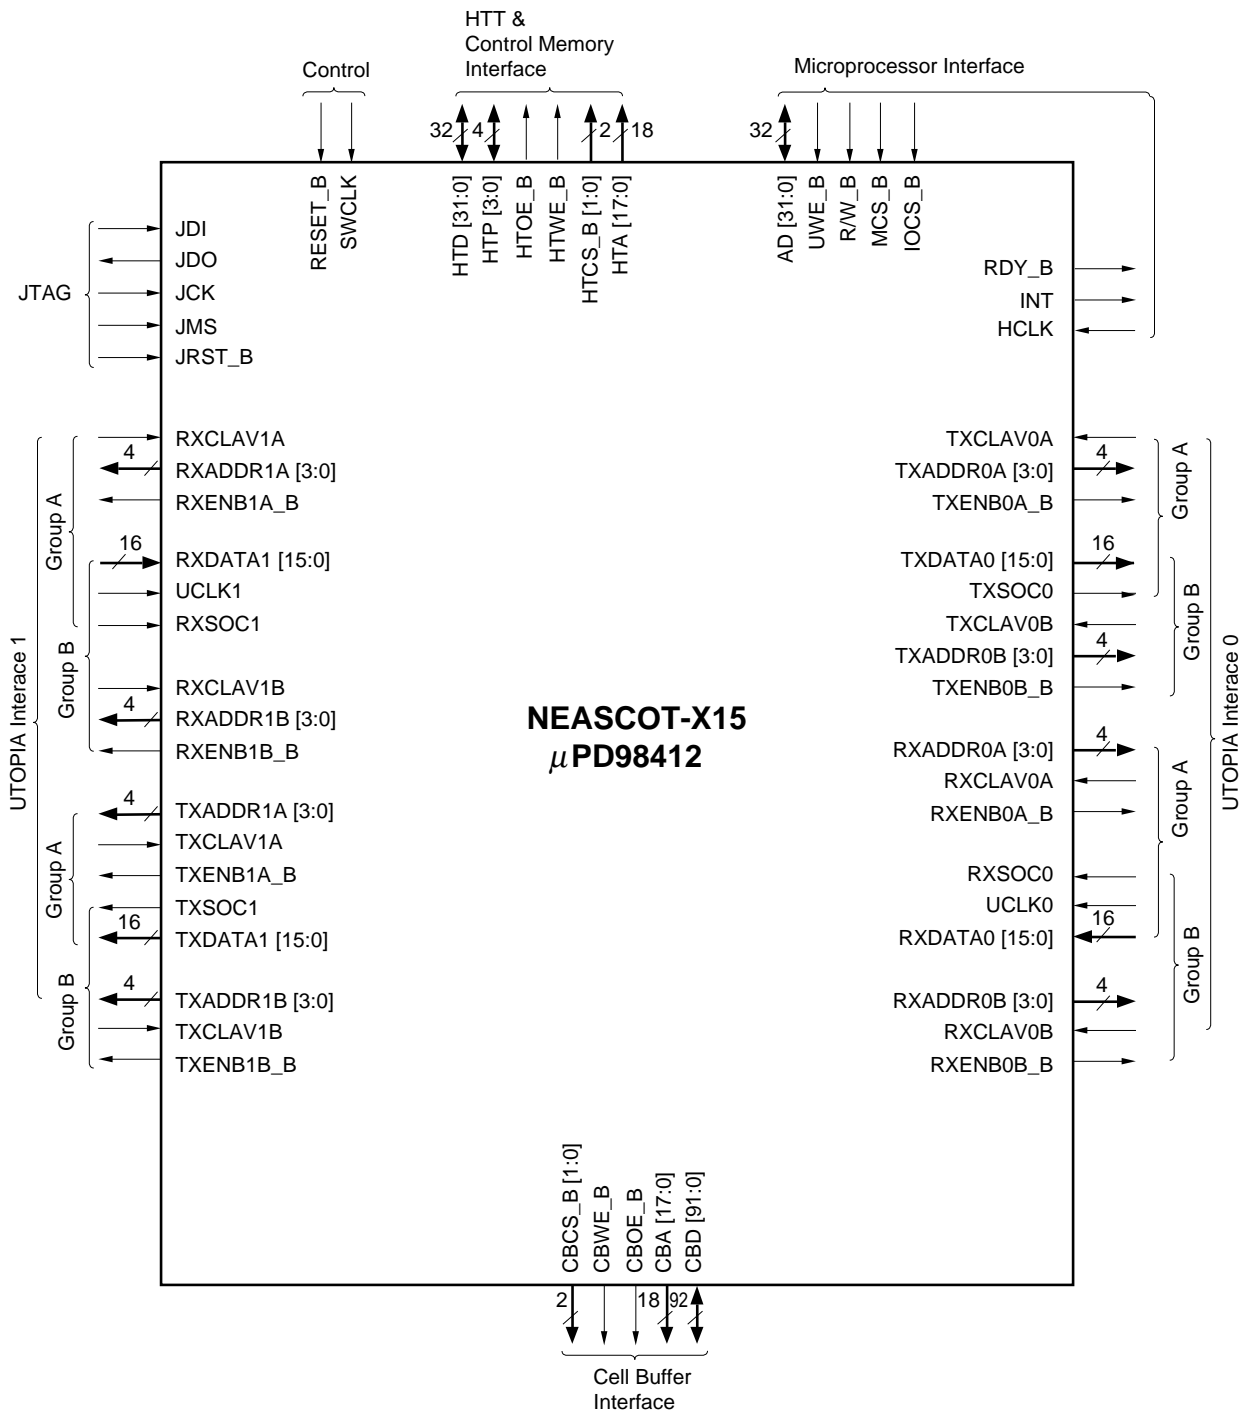 HTT &
Control Memory
Interface
Control
Microprocessor Interface
32
4
2
18
32
RESET_B
SWCLK
HTD [31:0]
HTP [3:0]
HTOE_B
HTWE_B
HTCS_B [1:0]
HTA [17:0]
AD [31:0]
UWE_B
R/W_B
MCS_B
IOCS_B
JTAG
JDI
JDO
JCK
JMS
JRST_B
RDY_B
INT
HCLK
UTOPIA Interace 1
Group A
Group B
Group A
Group B
RXCLAV1A
4
RXADDR1A [3:0]
RXENB1A_B
16
RXDATA1 [15:0]
UCLK1
RXSOC1
RXCLAV1B
4
RXADDR1B [3:0]
RXENB1B_B
4
TXADDR1A [3:0]
TXCLAV1A
TXENB1A_B
TXSOC1
16
TXDATA1 [15:0]
4
TXADDR1B [3:0]
TXCLAV1B
TXENB1B_B
NEASCOT-X15
μPD98412
TXCLAV0A
4
TXADDR0A [3:0]
TXENB0A_B
16
TXDATA0 [15:0]
TXSOC0
TXCLAV0B
4
TXADDR0B [3:0]
TXENB0B_B
4
RXADDR0A [3:0]
RXCLAV0A
RXENB0A_B
RXSOC0
UCLK0
16
RXDATA0 [15:0]
4
RXADDR0B [3:0]
RXCLAV0B
RXENB0B_B
Group A
Group B
Group A
Group B
UTOPIA Interace 0
CBCS_B [1:0]
CBWE_B
CBOE_B
CBA [17:0]
CBD [91:0]
2
18
92
Cell Buffer
Interface